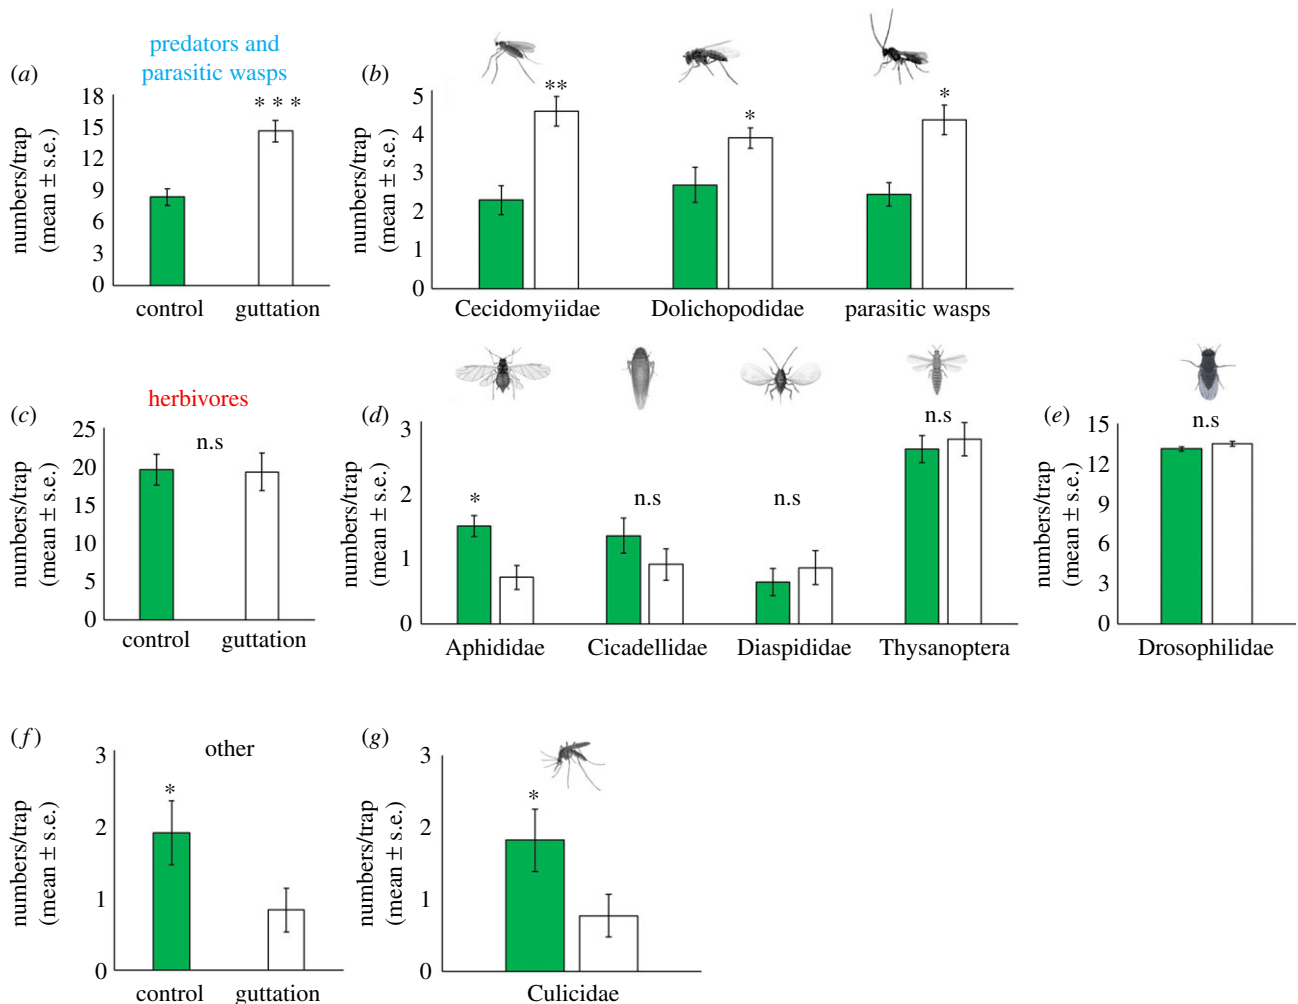 predators and
parasitic wasps
(a)
numbers/trap
(mean ± s.e.)
18
15
12
9
6
3
0
***
control guttation
(b)
numbers/trap
(mean ± s.e.)
5
4
3
2
1
0
**
*
*
Cecidomyiidae Dolichopodidae parasitic wasps
herbivores
(c)
numbers/trap
(mean ± s.e.)
25
20
15
10
5
0
n.s
control guttation
(d)
numbers/trap
(mean ± s.e.)
3
2
1
0
*
n.s
n.s
n.s
Aphididae Cicadellidae Diaspididae Thysanoptera
(e)
numbers/trap
(mean ± s.e.)
15
12
9
6
3
0
n.s
Drosophilidae
(f)
other
numbers/trap
(mean ± s.e.)
3
2
1
0
*
control guttation
(g)
numbers/trap
(mean ± s.e.)
3
2
1
0
*
Culicidae